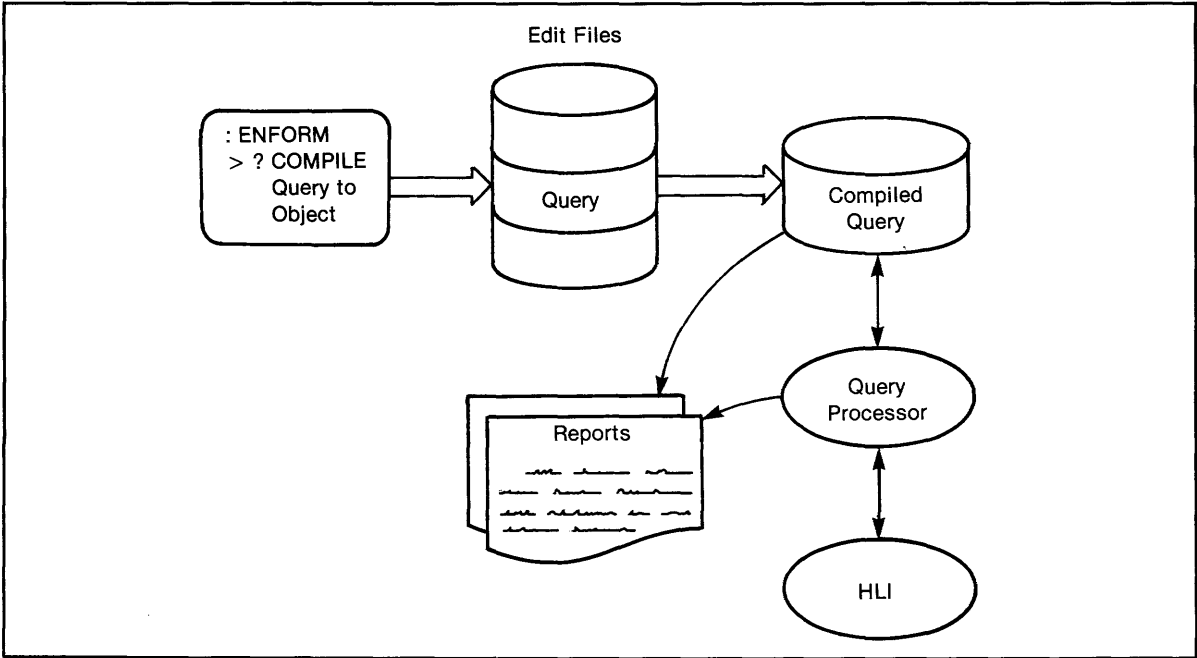 Edit Files
: ENFORM
> ? COMPILE
Query to
Object
Query
Compiled
Query
Query
Processor
Reports
HLI